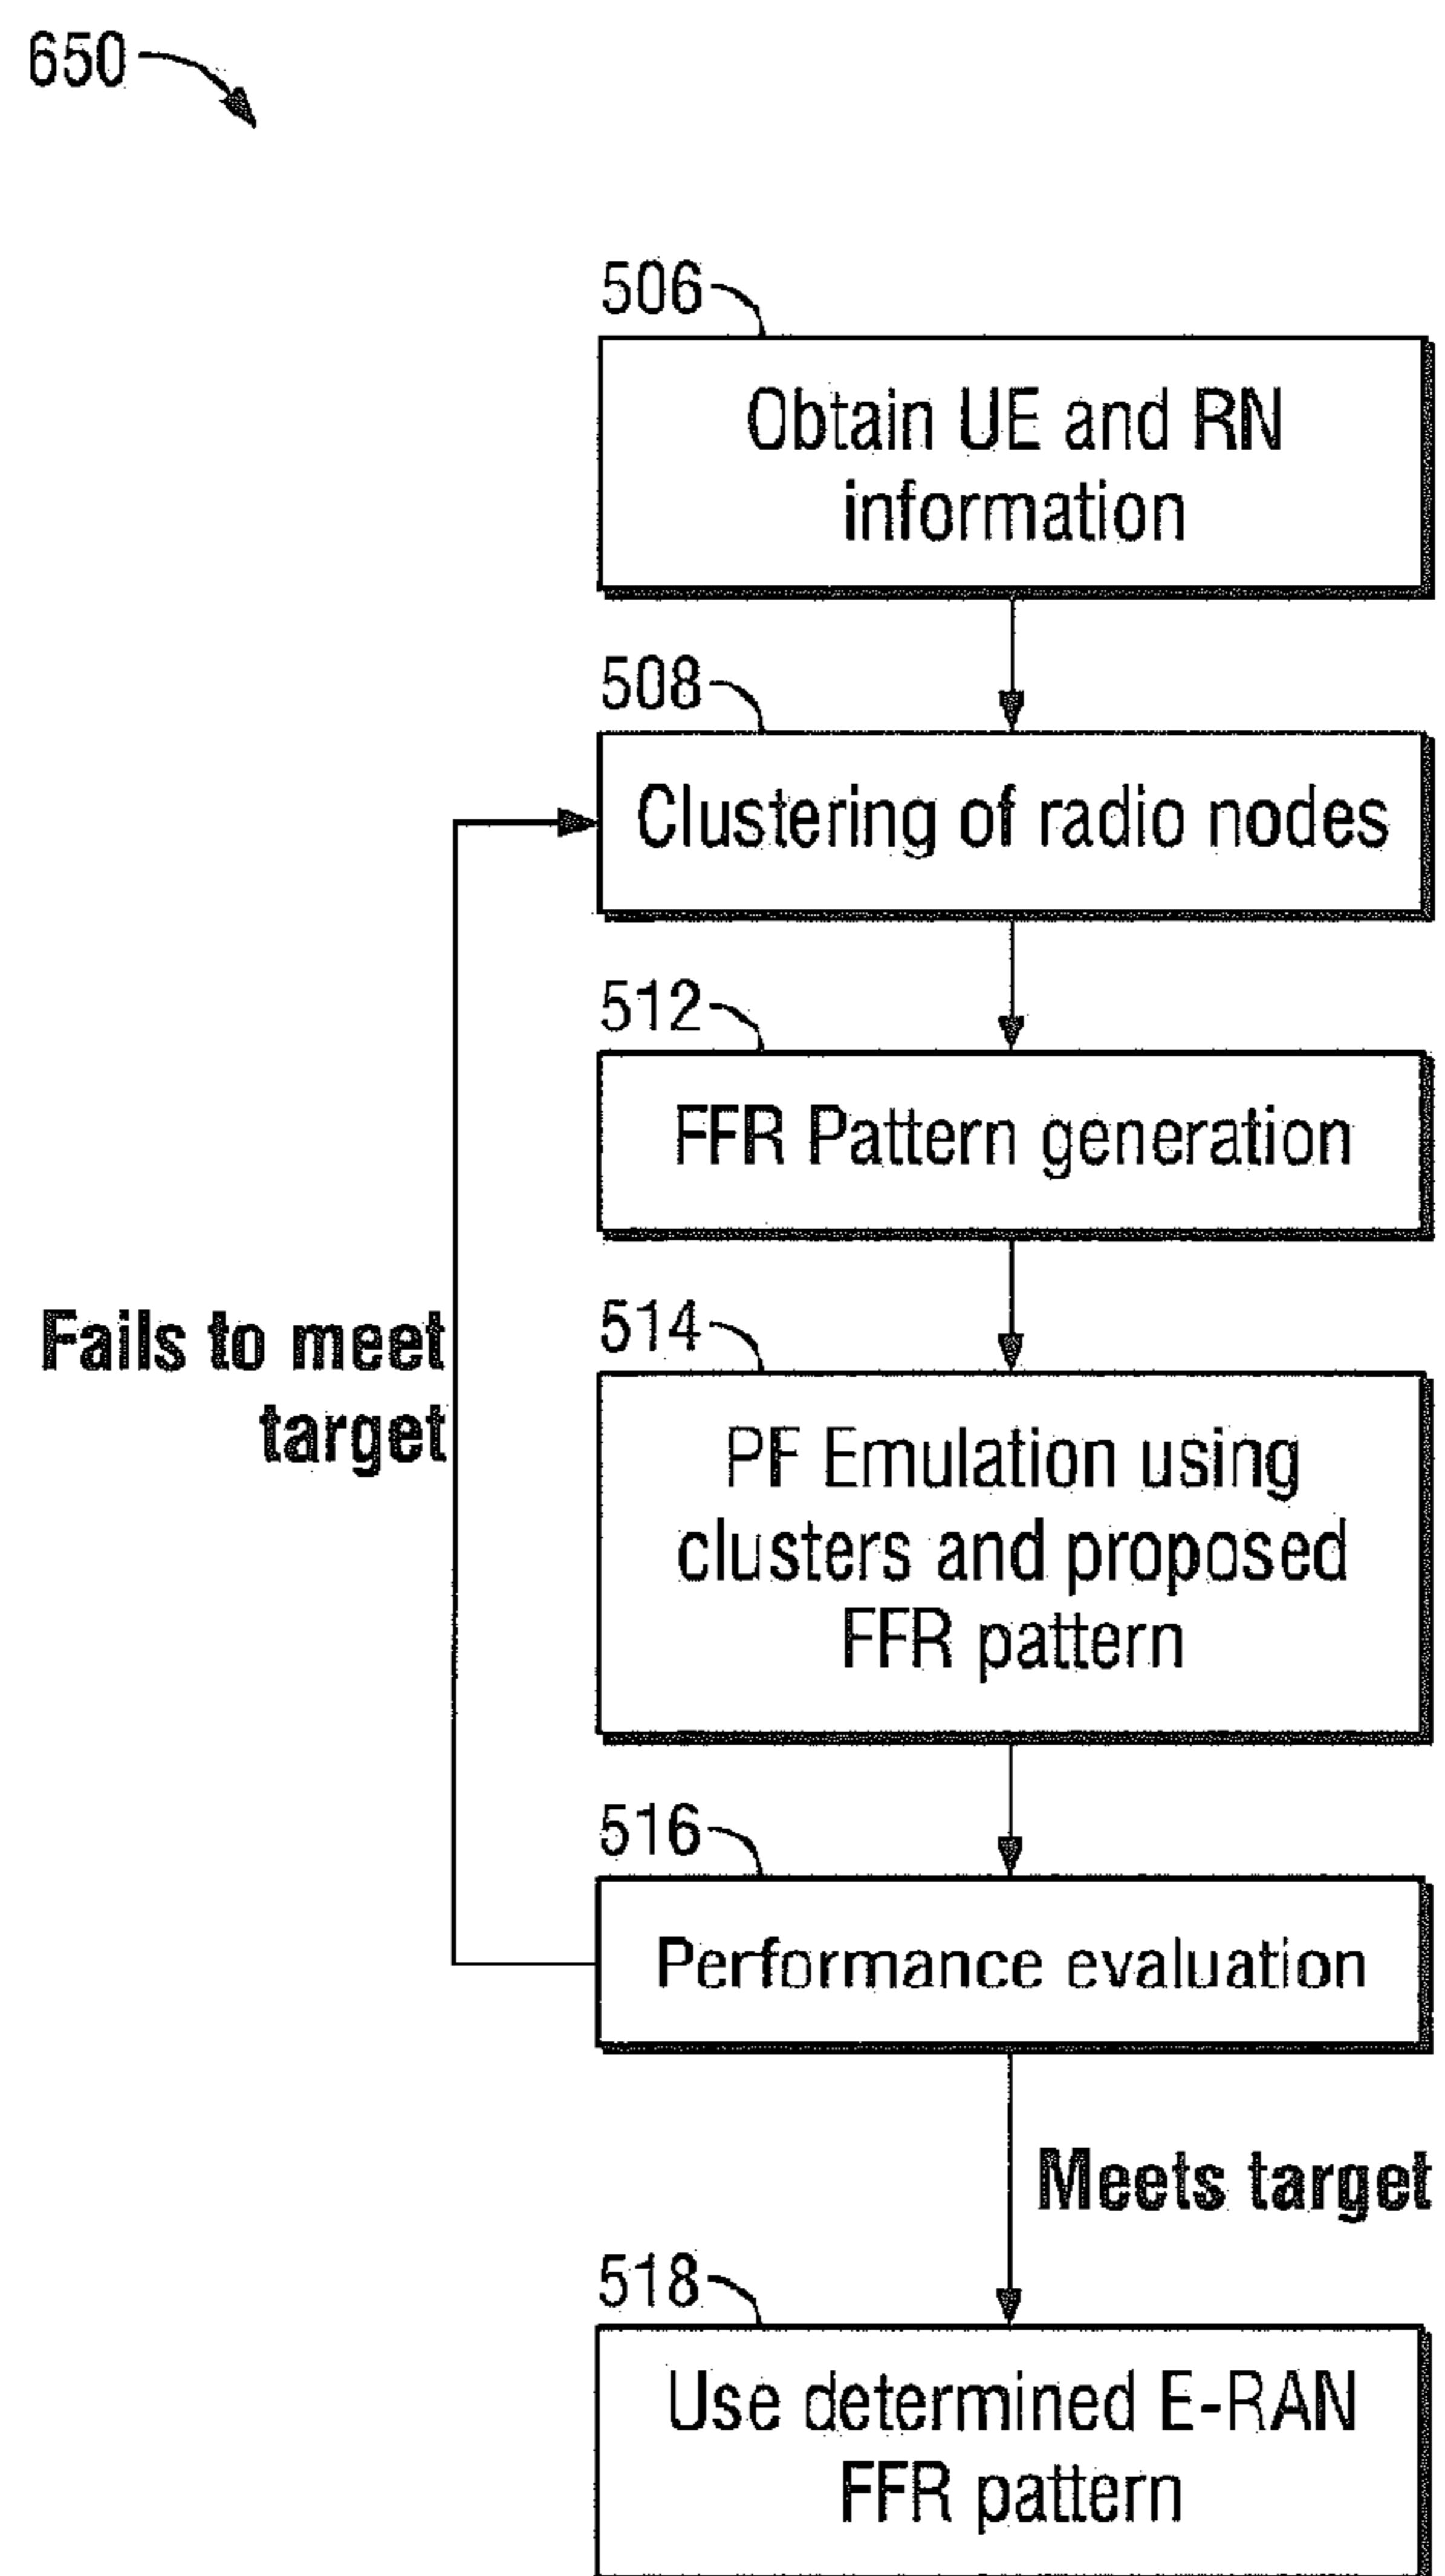 650
506
Obtain UE and RN
information
508
Clustering of radio nodes
512
FFR Pattern generation
Fails to meet
target
514
PF Emulation using
clusters and proposed
FFR pattern
516
Performance evaluation
Meets target
518
Use determined E-RAN
FFR pattern